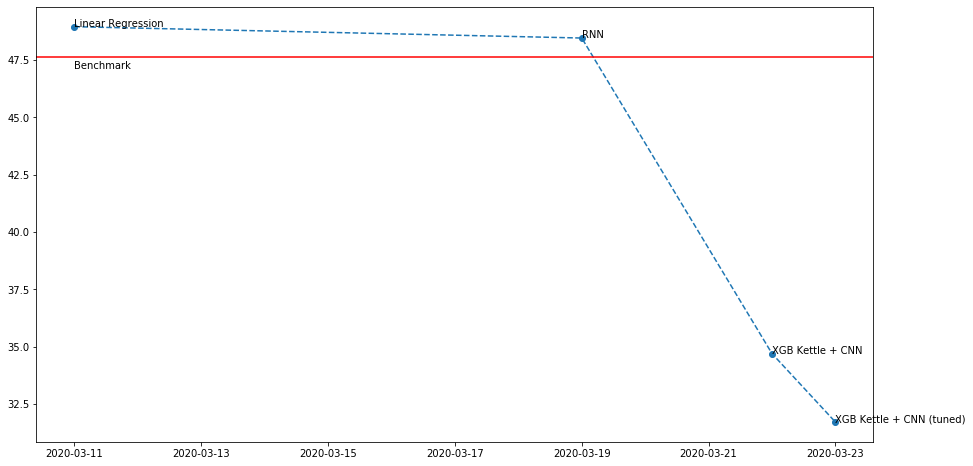 Linear Regression
RNN
47.5
Benchmark
45.0
42.5
40.0
37.5
35.0
XGB Kettle + CNN
32.5
XGB Kettle + CNN (tuned)
2020-03-11 2020-03-13 2020-03-15 2020-03-17 2020-03-19 2020-03-21 2020-03-23